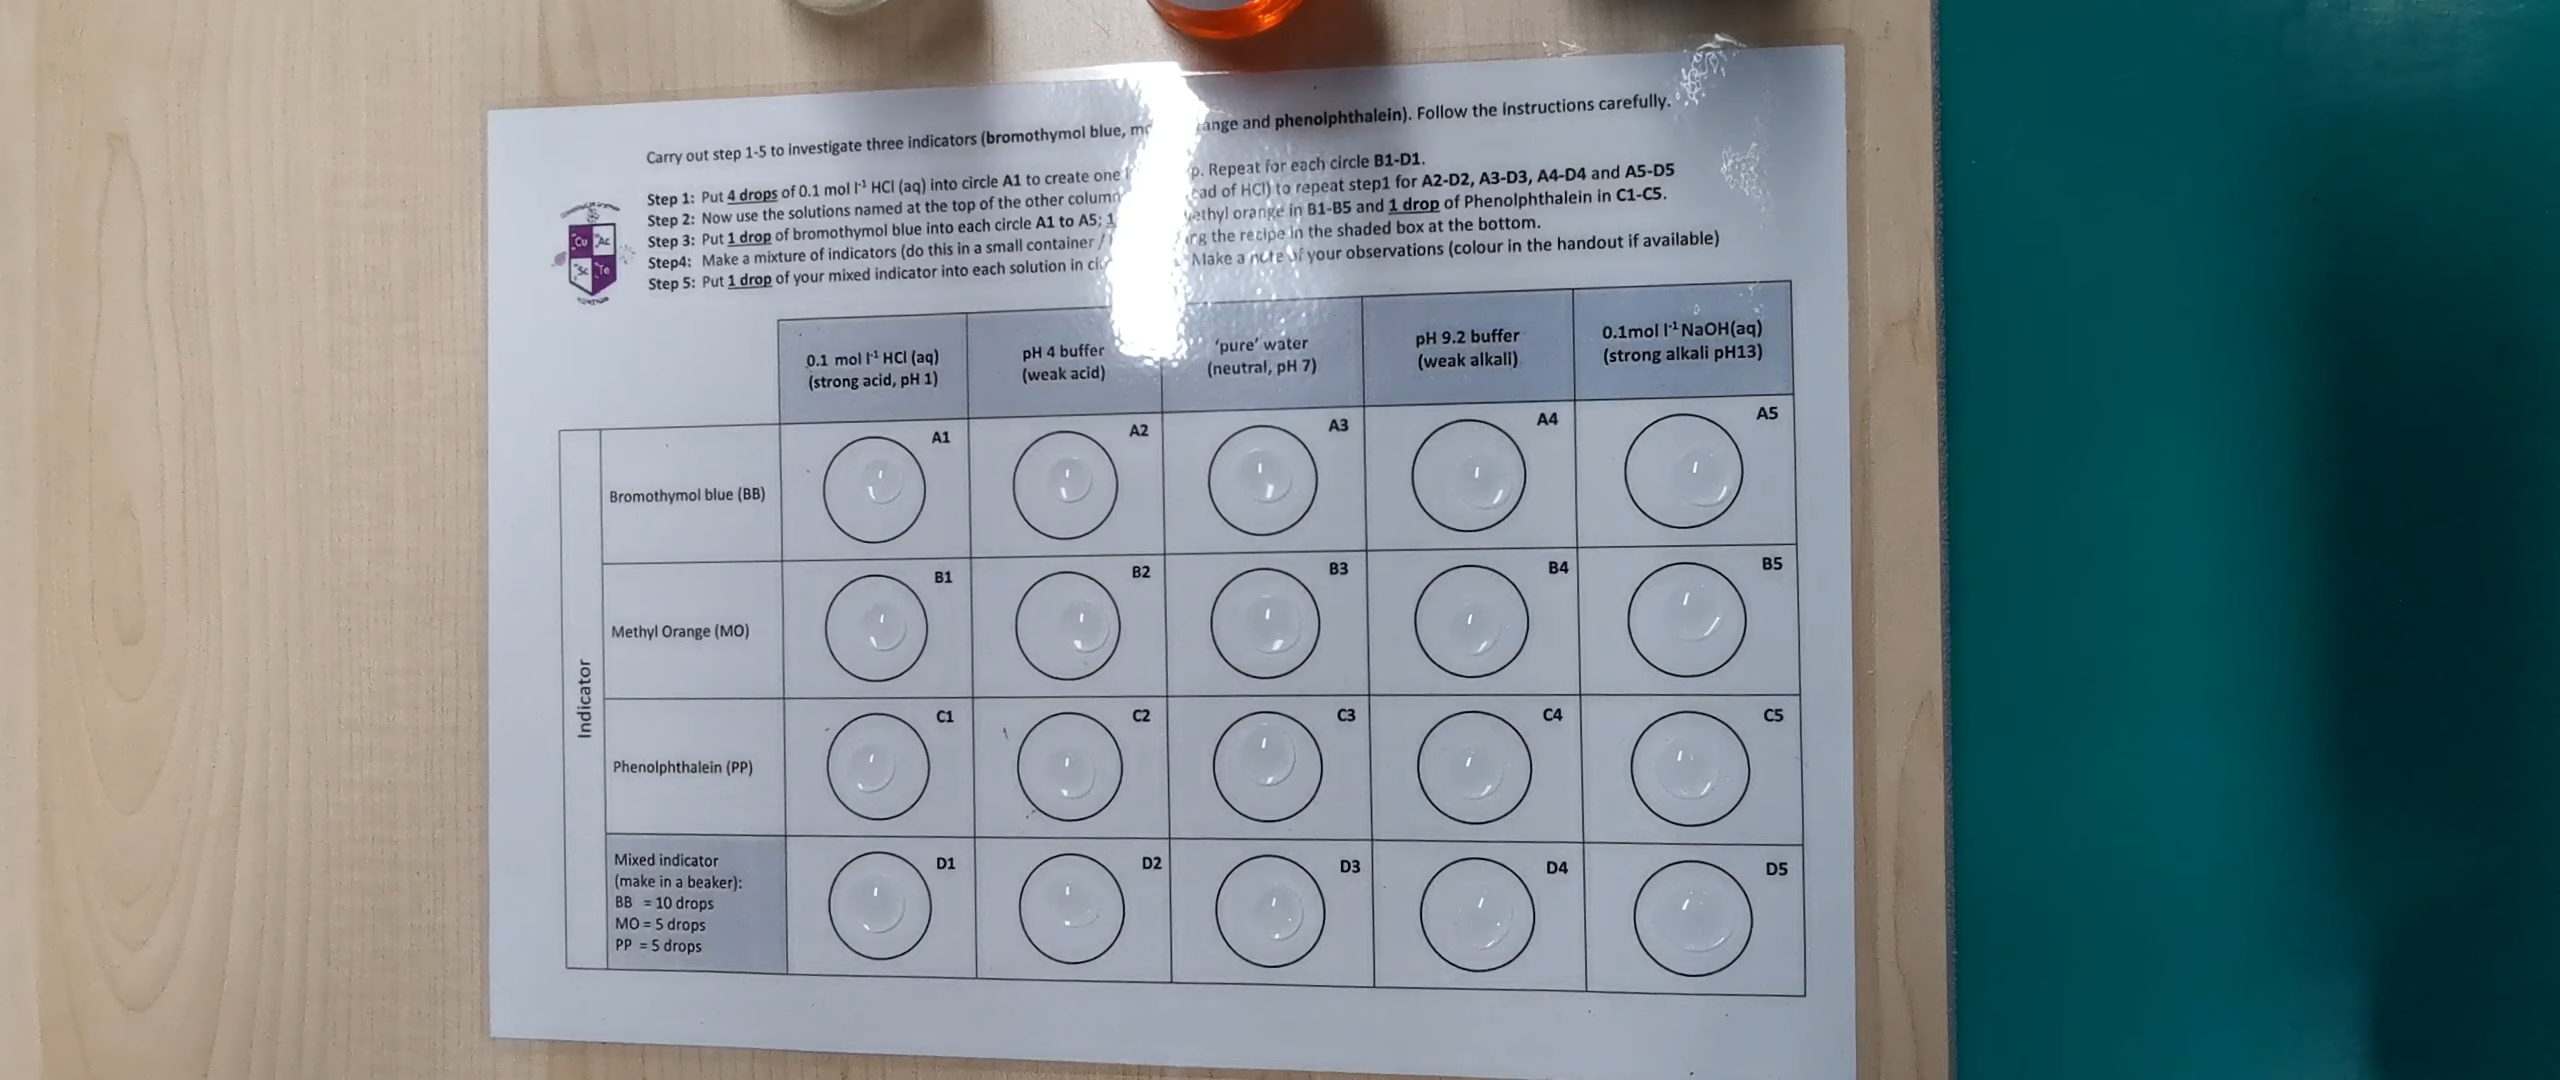 Carry out step 1-5 to investigate three indicators (bromothymol blue, and phenolphthalein). Follow the instructions carefully.
Step 1: Put 4 drops of 0.1 mol l-1 HCl (aq) into circle A1 to create one Repeat for each circle B1-D1.
Step 2: Now use the solutions named at the top of the other of HCl) to repeat step1 for A2-D2, A3-D3, A4-D4 and A5-D5
Step 3: Put 1 drop of bromothymol blue into each circle A1 to A5; 1 orange in B1-B5 and 1 drop of Phenolphthalein in C1-C5.
Step4: Make a mixture of indicators (do this in a small container / the recipe in the shaded box at the bottom.
Step 5: Put 1 drop of your mixed indicator into each solution in Make a note of your observations (colour in the handout if available)
Cu Ac
Sc Te
0.1 mol l-1 HCl (aq)
(strong acid, pH 1)
pH 4 buffer
(weak acid)
'pure' water
(neutral, pH 7)
pH 9.2 buffer
(weak alkali)
0.1mol l-1 NaOH(aq)
(strong alkali pH13)
Indicator
Bromothymol blue (BB)
A1
A2
A3
A4
A5
Methyl Orange (MO)
B1
B2
B3
B4
B5
Phenolphthalein (PP)
C1
C2
C3
C4
C5
Mixed indicator
(make in a beaker):
BB = 10 drops
MO = 5 drops
PP = 5 drops
D1
D2
D3
D4
D5